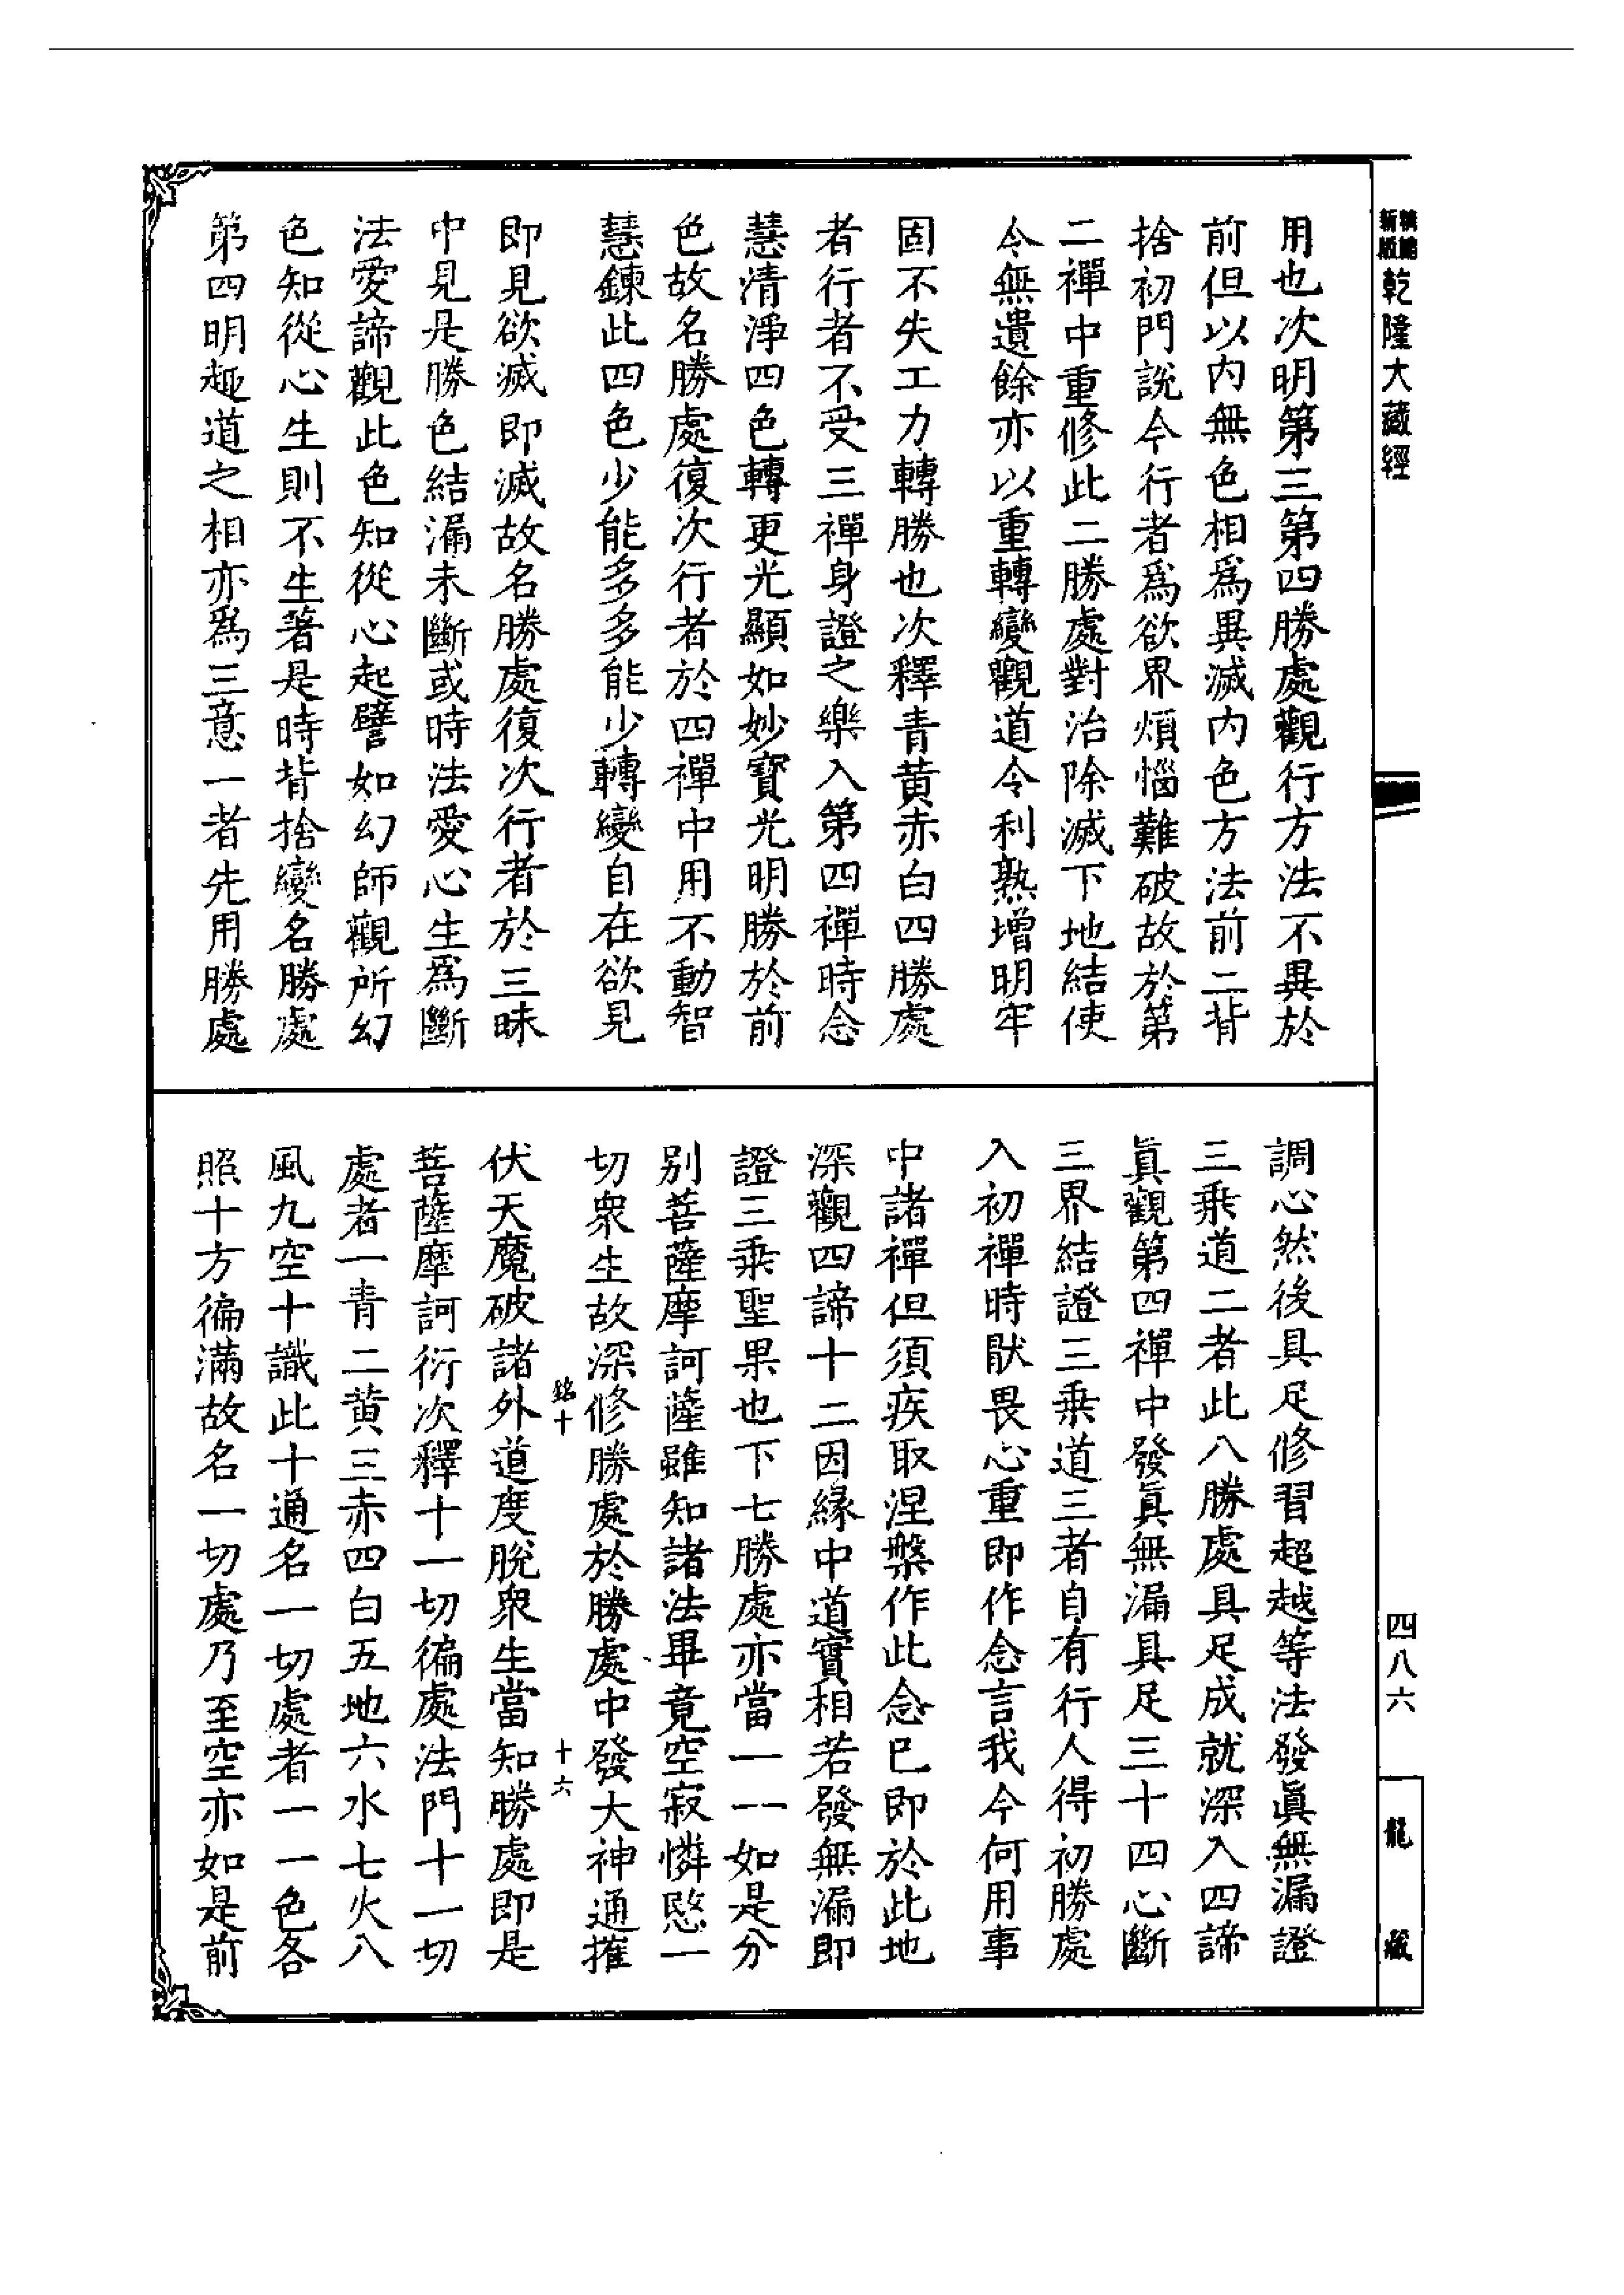 新編縮版乾隆大藏經
用也次明第三第四勝處觀行方法不異於
前但以内無色相爲異滅内色方法前二背
捨初門説今行者爲欲界煩惱難破故於第
二禪中重修此二勝處對治除滅下地結使
令無遺餘亦以重轉變觀道令利熟增明牢
固不失工力轉勝也次釋青黄赤白四勝處
者行者不受三禪身證之樂入第四禪時念
慧清淨四色轉更光顯如妙寶光明勝於前
色故名勝處復次行者於四禪中用不動智
慧鍊此四色少能多多能少轉變自在欲見
即見欲滅即滅故名勝處復次行者於三昧
中見是勝色結漏未斷或時法愛心生爲斷
法愛諦觀此色知從心起譬如幻師觀所幻
色知從心生則不生著是時背捨變名勝處
第四明趣道之相亦爲三意一者先用勝處
調心然後具足修習超越等法發眞無漏證
三乘道二者此八勝處具足成就深入四諦
眞觀第四禪中發眞無漏具足三十四心斷
三界結證三乘道三者自有行人得初勝處
入初禪時猒畏心重即作念言我今何用事
中諸禪但須疾取涅槃作此念已即於此地
深觀四諦十二因緣中道實相若發無漏即
證三乘聖果也下七勝處亦當一一如是分
别菩薩摩訶薩雖知諸法畢竟空寂憐愍一
切衆生故深修勝處於勝處中發大神通摧
銘十
十六
伏天魔破諸外道度脱衆生當知勝處即是
菩薩摩訶衍次釋十一切徧處法門十一切
處者一青二黄三赤四白五地六水七火八
風九空十識此十通名一切處者一一色各
照十方徧滿故名一切處乃至空亦如是前
四八六
龍藏